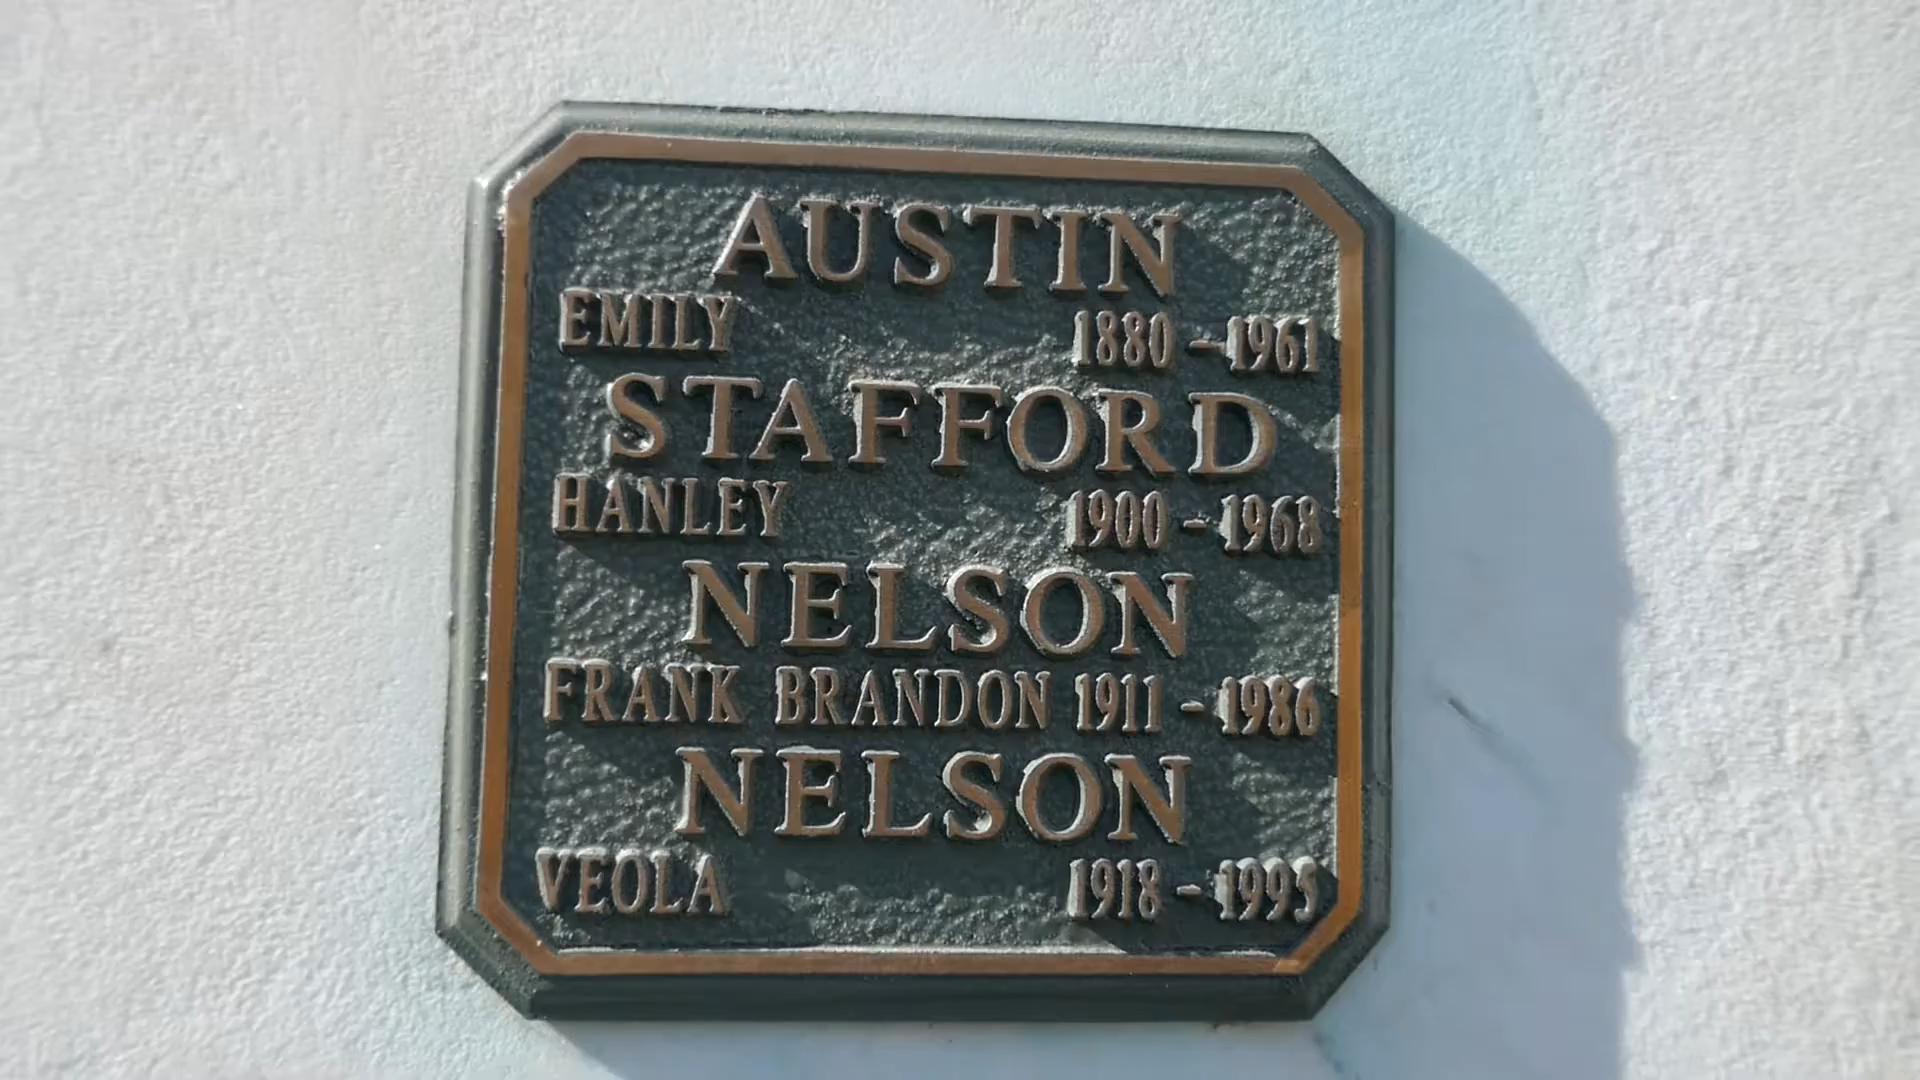 AUSTIN
EMILY 1880 - 1961
STAFFORD
HANLEY 1900 - 1968
NELSON
FRANK BRANDON 1911 - 1986
NELSON
VEOLA 1918 - 1995